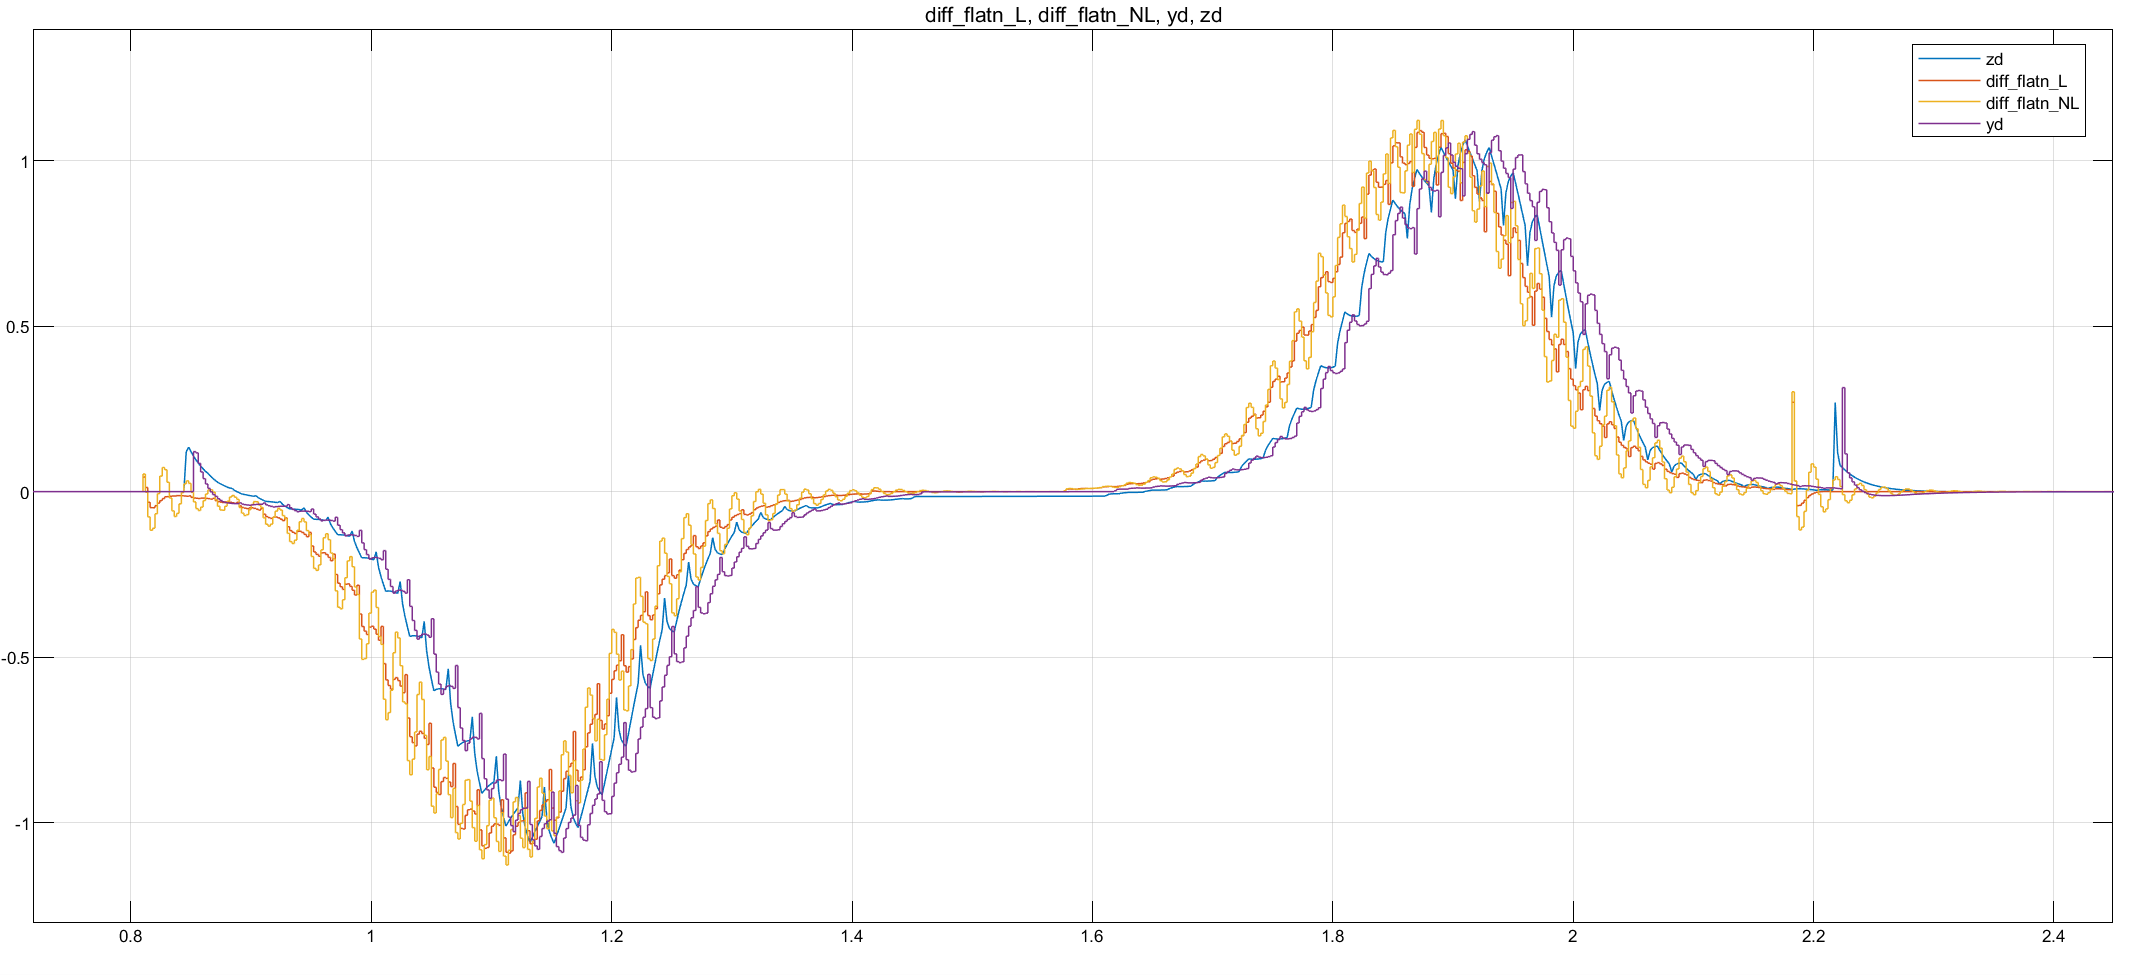 diff_flatn_L, diff_flatn_NL, yd, zd
zd
diff_flatn_L
diff_flatn_NL
yd
1
0.5
0
-0.5
-1
0.8 1 1.2 1.4 1.6 1.8 2 2.2 2.4